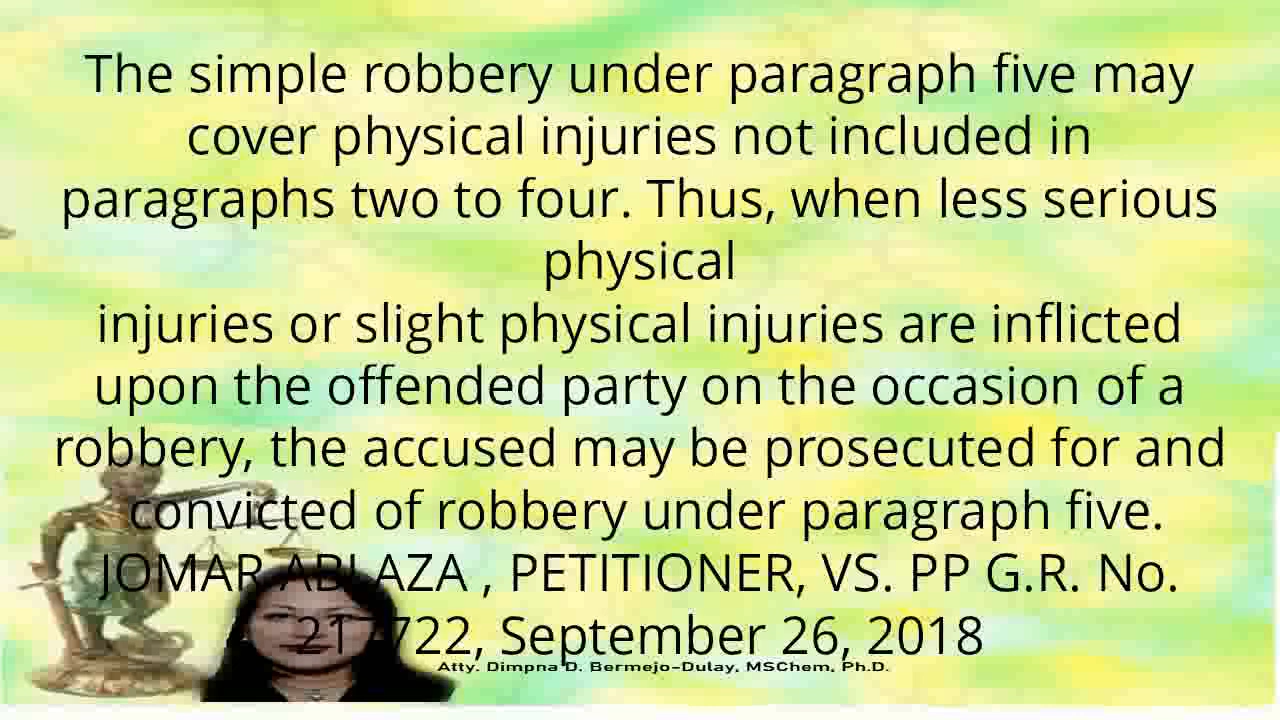 The simple robbery under paragraph five may
cover physical injuries not included in
paragraphs two to four. Thus, when less serious
physical
injuries or slight physical injuries are inflicted
upon the offended party on the occasion of a
robbery, the accused may be prosecuted for and
convicted of robbery under paragraph five.
JOMAR ABLAZA , PETITIONER, VS. PP G.R. No.
217722, September 26, 2018
Atty. Dimpna D. Bermejo-Dulay, MSChem, Ph.D.